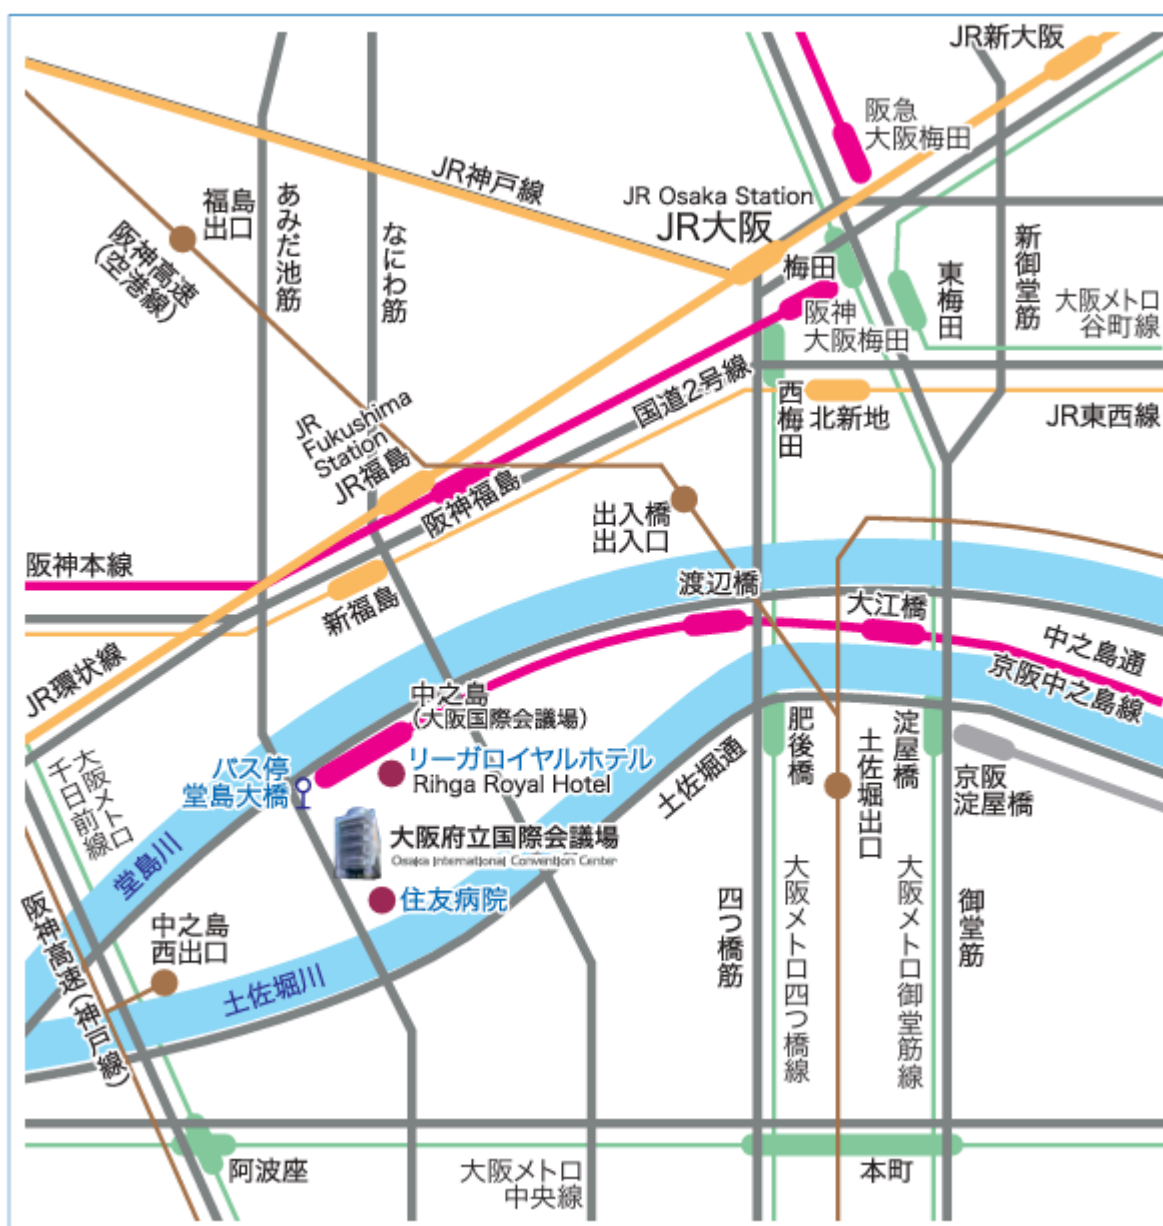 JR新大阪
阪急
大阪梅田
JR神戸線
JR Osaka Station
JR大阪
福島
出口
あみだ池筋
なにわ筋
阪神高速
(空港線)
梅田
阪神
大阪梅田
東梅田
新御堂筋
大阪メトロ
谷町線
国道2号線
西梅田
北新地
JR東西線
JR
Fukushima
Station
JR福島
阪神福島
出入橋
出入口
阪神本線
新福島
渡辺橋
大江橋
中之島通
京阪中之島線
JR環状線
中之島
(大阪国際会議場)
リーガロイヤルホテル
Rihga Royal Hotel
バス停
堂島大橋
大阪メトロ
千日前線
土佐堀通
肥後橋
土佐堀出口
淀屋橋
京阪
淀屋橋
大阪府立国際会議場
Osaka International Convention Center
堂島川
住友病院
阪神高速(神戸線)
中之島
西出口
土佐堀川
四つ橋筋
大阪メトロ四つ橋線
大阪メトロ御堂筋線
御堂筋
阿波座
大阪メトロ
中央線
本町